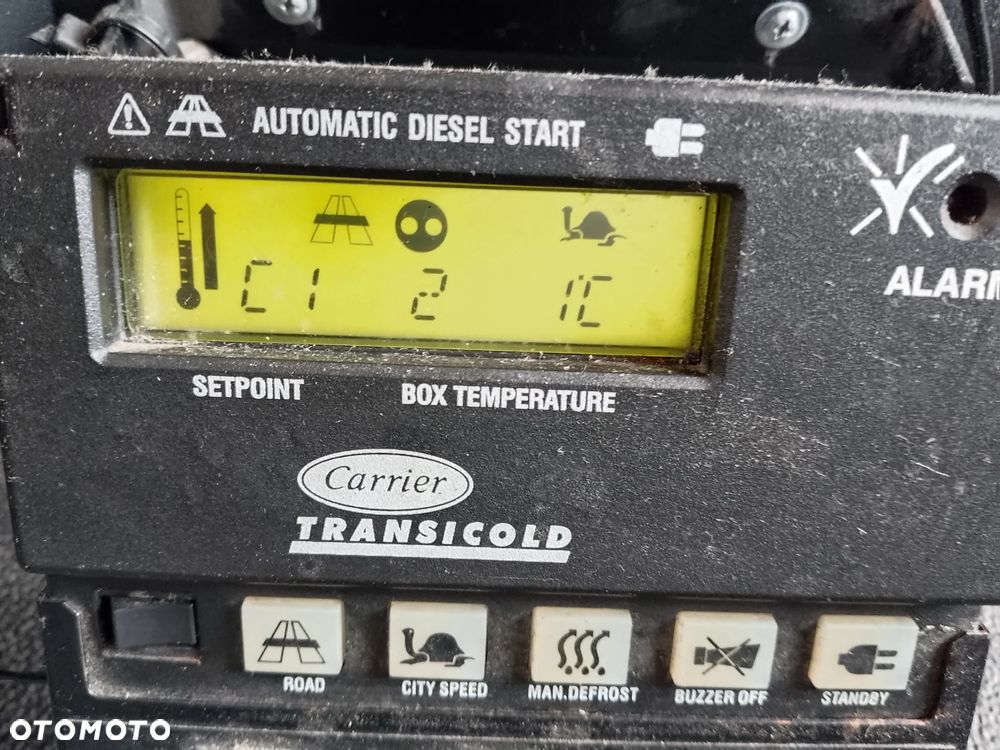 AUTOMATIC DIESEL START
C1 2 1C
ALARM
SETPOINT BOX TEMPERATURE
Carrier
TRANSICOLD
ROAD CITY SPEED MAN.DEFROST BUZZER OFF STANDBY
OTOMOTO